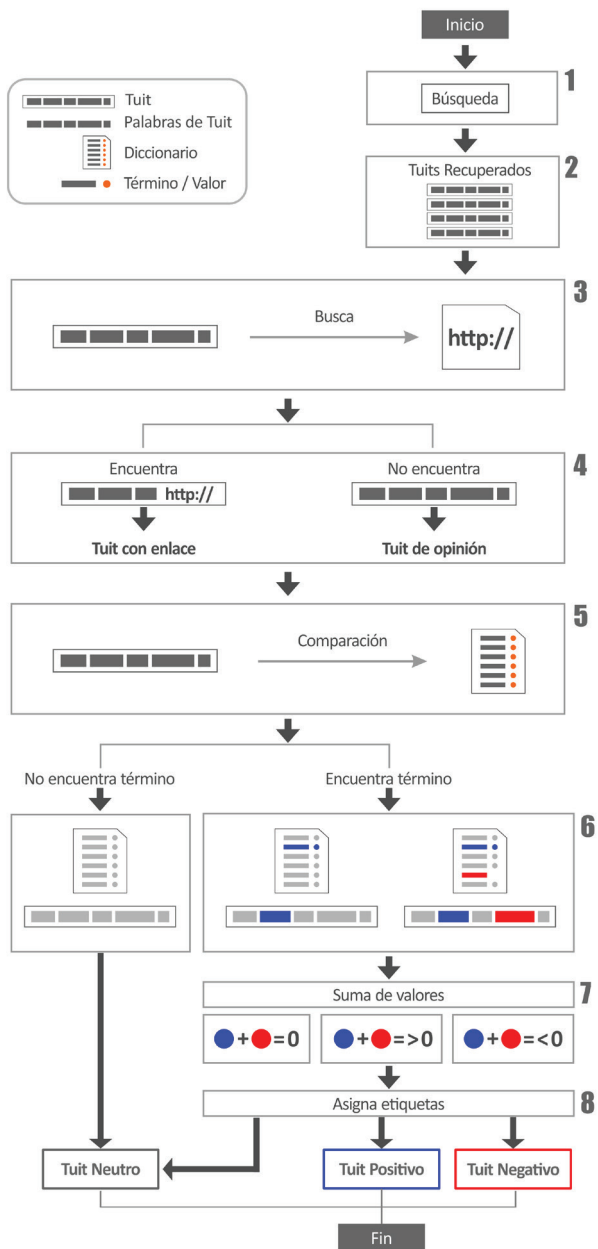 Inicio
1
Búsqueda
Tuit
Palabras de Tuit
Diccionario
Término / Valor
Tuits Recuperados
2
3
Busca
http://
4
Encuentra
No encuentra
http://
Tuit con enlace
Tuit de opinión
5
Comparación
No encuentra término
Encuentra término
6
7
Suma de valores
+ =0
+ =>0
+ =<0
8
Asigna etiquetas
Tuit Neutro
Tuit Positivo
Tuit Negativo
Fin